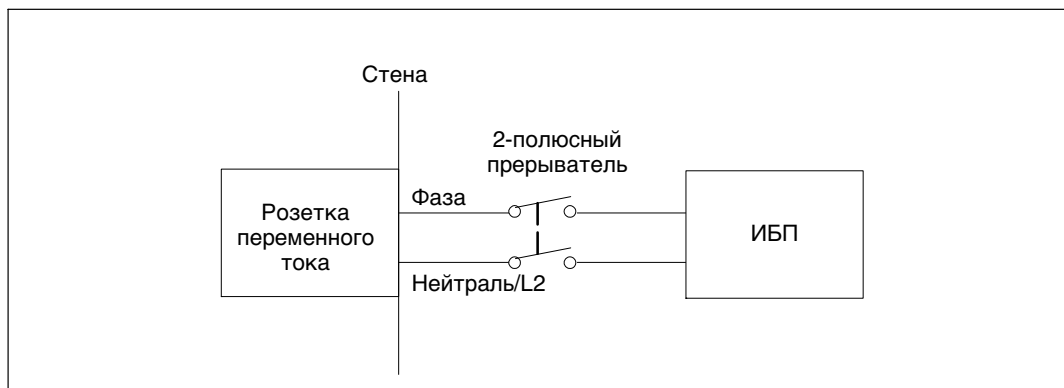 Стена
2-полюсный
прерыватель
Фаза
Розетка
переменного
тока
ИБП
Нейтраль/L2